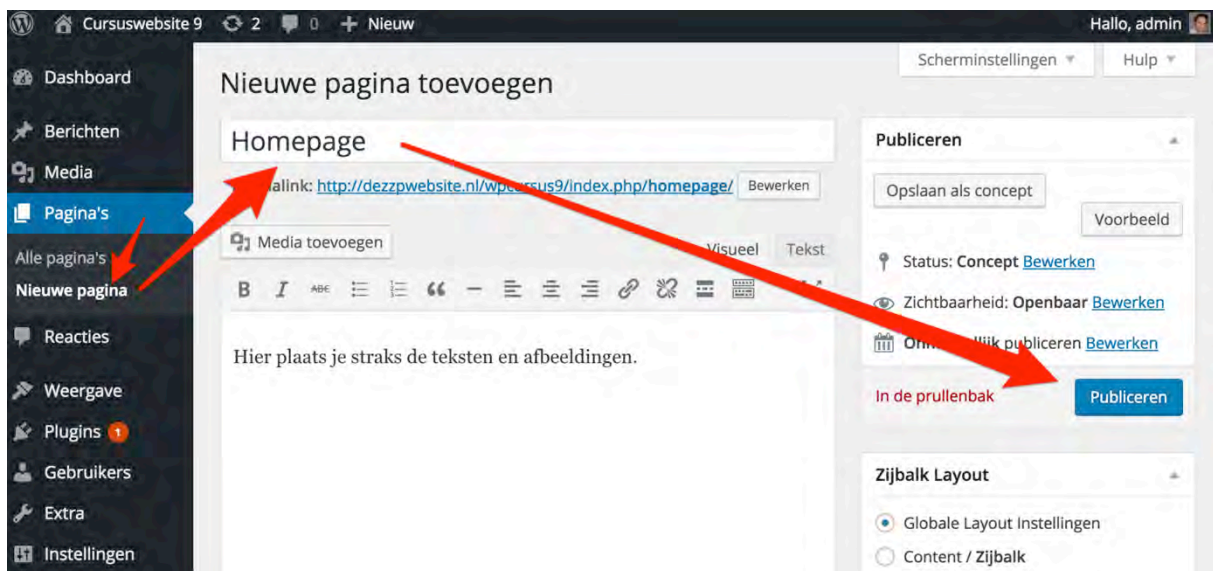 Cursuswebsite 9 2 0 + Nieuw Hallo, admin
Scherminstellingen Hulp
Dashboard
Berichten
Media
Pagina's
Alle pagina's
Nieuwe pagina
Reacties
Weergave
Plugins 1
Gebruikers
Extra
Instellingen
Nieuwe pagina toevoegen
Homepage
alink: http://dezzpwebsite.nl/wpcursus9/index.php/homepage/ Bewerken
Media toevoegen
Visueel Tekst
B I ABC
Hier plaats je straks de teksten en afbeeldingen.
Publiceren
Opslaan als concept
Voorbeeld
Status: Concept Bewerken
Zichtbaarheid: Openbaar Bewerken
publiceren Bewerken
In de prullenbak Publiceren
Zijbalk Layout
Globale Layout Instellingen
Content / Zijbalk